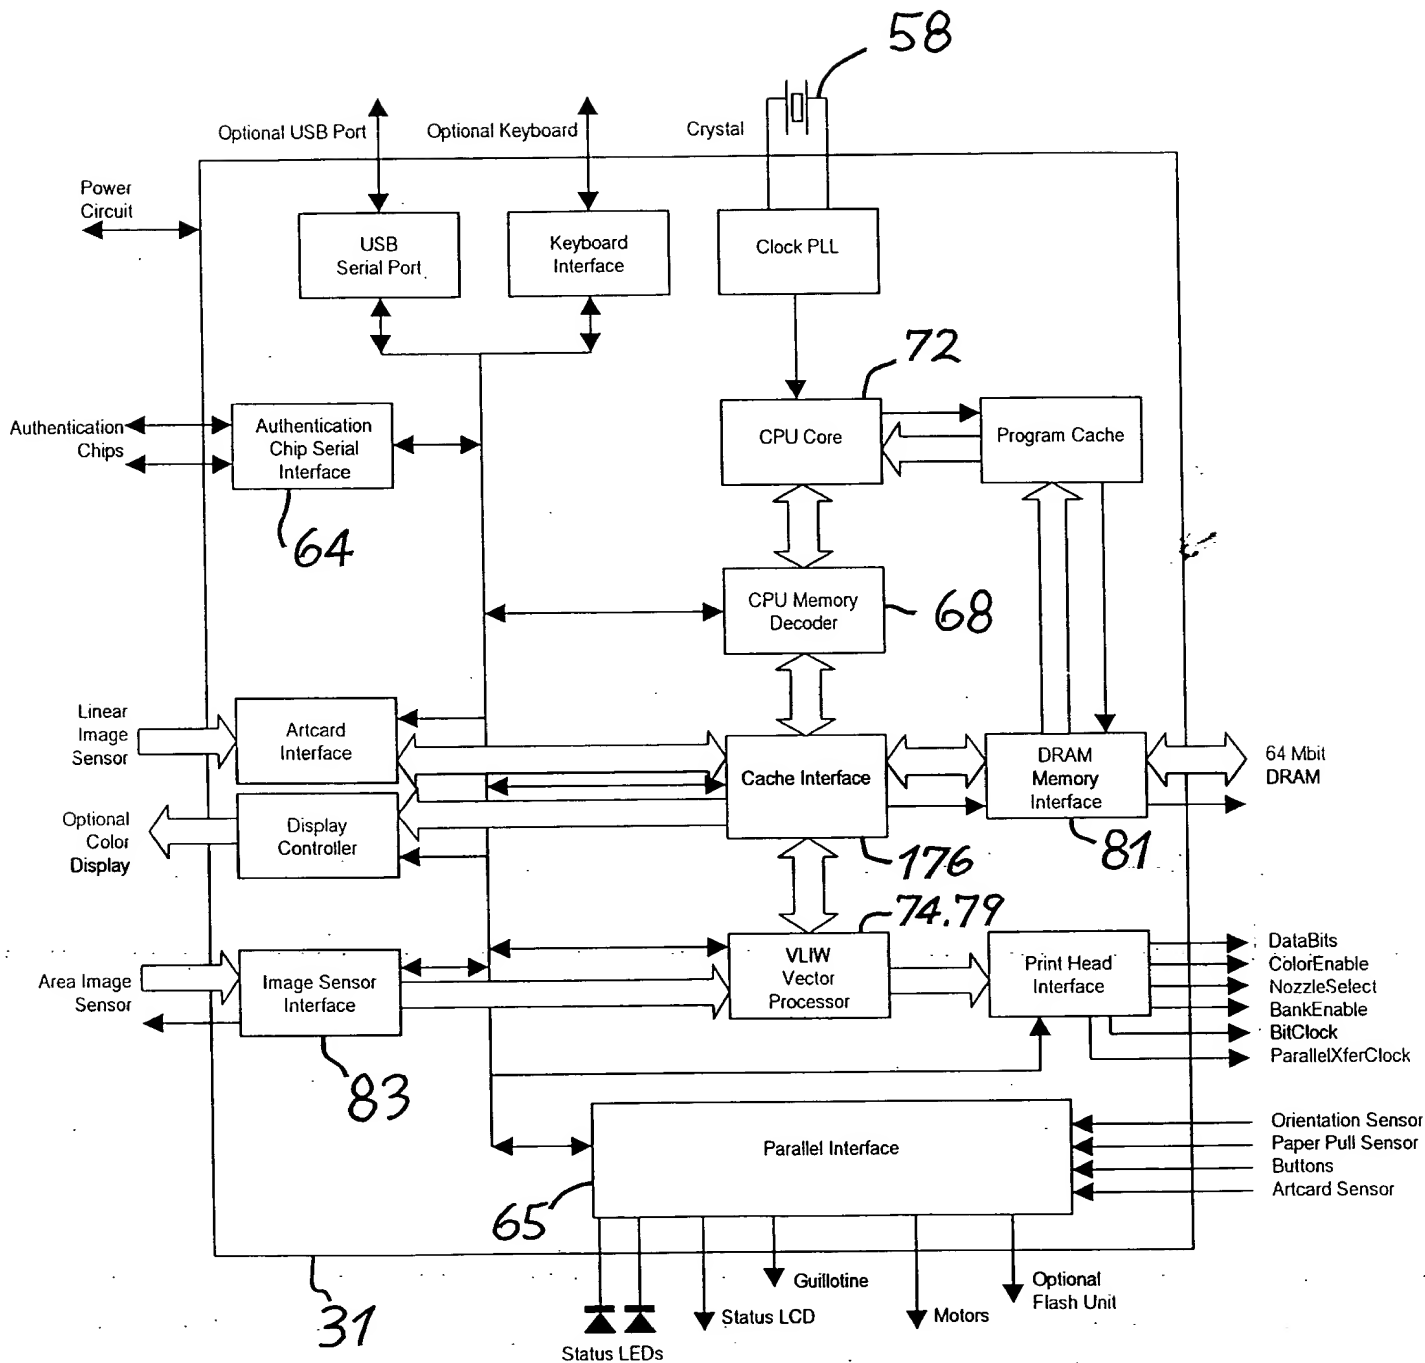 58
Optional USB Port
Optional Keyboard
Crystal
Power
Circuit
USB
Serial Port
Keyboard
Interface
Clock PLL
72
Authentication
Chips
Authentication
Chip Serial
Interface
CPU Core
Program Cache
64
CPU Memory
Decoder
68
Linear
Image
Sensor
Artcard
Interface
Cache Interface
DRAM
Memory
Interface
64 Mbit
DRAM
Optional
Color
Display
Display
Controller
176
81
74.79
Area Image
Sensor
Image Sensor
Interface
VLIW
Vector
Processor
Print Head
Interface
DataBits
ColorEnable
NozzleSelect
BankEnable
BitClock
ParallelXferClock
83
Parallel Interface
Orientation Sensor
Paper Pull Sensor
Buttons
Artcard Sensor
65
31
Status LEDs
Status LCD
Guillotine
Motors
Optional
Flash Unit